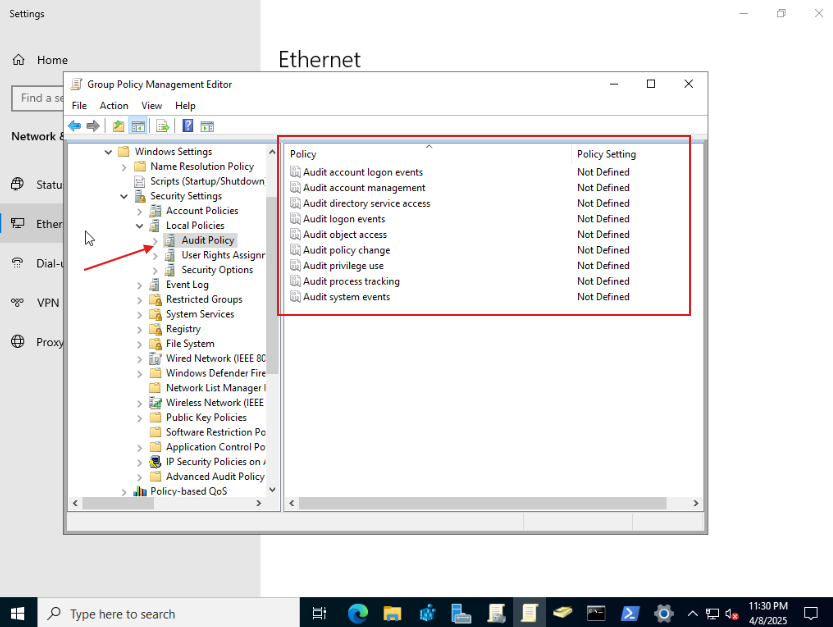 Settings
Home
Find a se
Network &
Statu
Ether
Dial-u
VPN
Proxy
Ethernet
Group Policy Management Editor
File Action View Help
Windows Settings
Name Resolution Policy
Scripts (Startup/Shutdown)
Security Settings
Account Policies
Local Policies
Audit Policy
User Rights Assignm
Security Options
Event Log
Restricted Groups
System Services
Registry
File System
Wired Network (IEEE 80
Windows Defender Fire
Network List Manager
Wireless Network (IEEE
Public Key Policies
Software Restriction Po
Application Control Po
IP Security Policies on A
Advanced Audit Policy
Policy-based QoS
Policy Policy Setting
Audit account logon events Not Defined
Audit account management Not Defined
Audit directory service access Not Defined
Audit logon events Not Defined
Audit object access Not Defined
Audit policy change Not Defined
Audit privilege use Not Defined
Audit process tracking Not Defined
Audit system events Not Defined
Type here to search
11:30 PM
4/8/2025